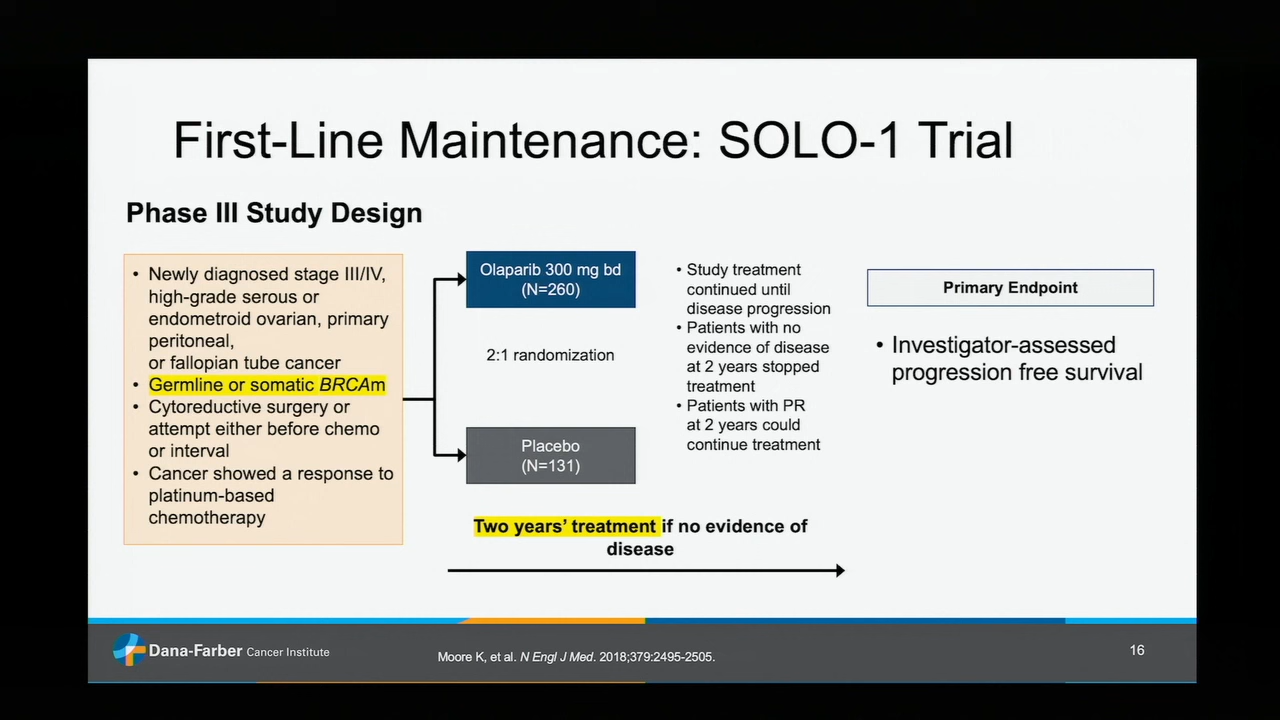 First-Line Maintenance: SOLO-1 Trial
Phase III Study Design
• Newly diagnosed stage III/IV,
high-grade serous or
endometroid ovarian, primary
peritoneal,
or fallopian tube cancer
• Germline or somatic BRCAm
• Cytoreductive surgery or
attempt either before chemo
or interval
• Cancer showed a response to
platinum-based
chemotherapy
Olaparib 300 mg bd
(N=260)
2:1 randomization
Placebo
(N=131)
• Study treatment
continued until
disease progression
• Patients with no
evidence of disease
at 2 years stopped
treatment
• Patients with PR
at 2 years could
continue treatment
Two years’ treatment if no evidence of
disease
Primary Endpoint
• Investigator-assessed
progression free survival
Dana-Farber Cancer Institute
Moore K, et al. N Engl J Med. 2018;379:2495-2505.
16